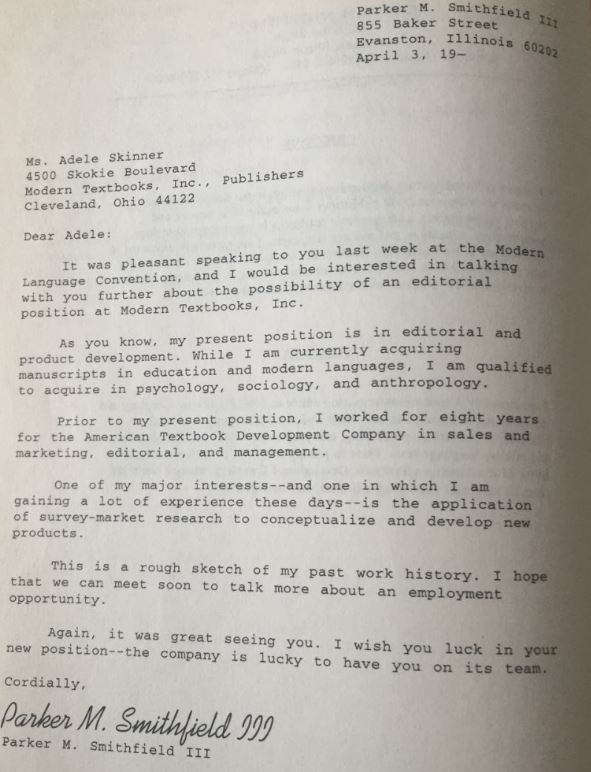 Parker M. Smithfield III
855 Baker Street
Evanston, Illinois 60202
April 3, 19—
Ms. Adele Skinner
4500 Skokie Boulevard
Modern Textbooks, Inc., Publishers
Cleveland, Ohio 44122
Dear Adele:
It was pleasant speaking to you last week at the Modern
Language Convention, and I would be interested in talking
with you further about the possibility of an editorial
position at Modern Textbooks, Inc.
As you know, my present position is in editorial and
product development. While I am currently acquiring
manuscripts in education and modern languages, I am qualified
to acquire in psychology, sociology, and anthropology.
Prior to my present position, I worked for eight years
for the American Textbook Development Company in sales and
marketing, editorial, and management.
One of my major interests--and one in which I am
gaining a lot of experience these days--is the application
of survey-market research to conceptualize and develop new
products.
This is a rough sketch of my past work history. I hope
that we can meet soon to talk more about an employment
opportunity.
Again, it was great seeing you. I wish you luck in your
new position--the company is lucky to have you on its team.
Cordially,
Parker M. Smithfield III
Parker M. Smithfield III